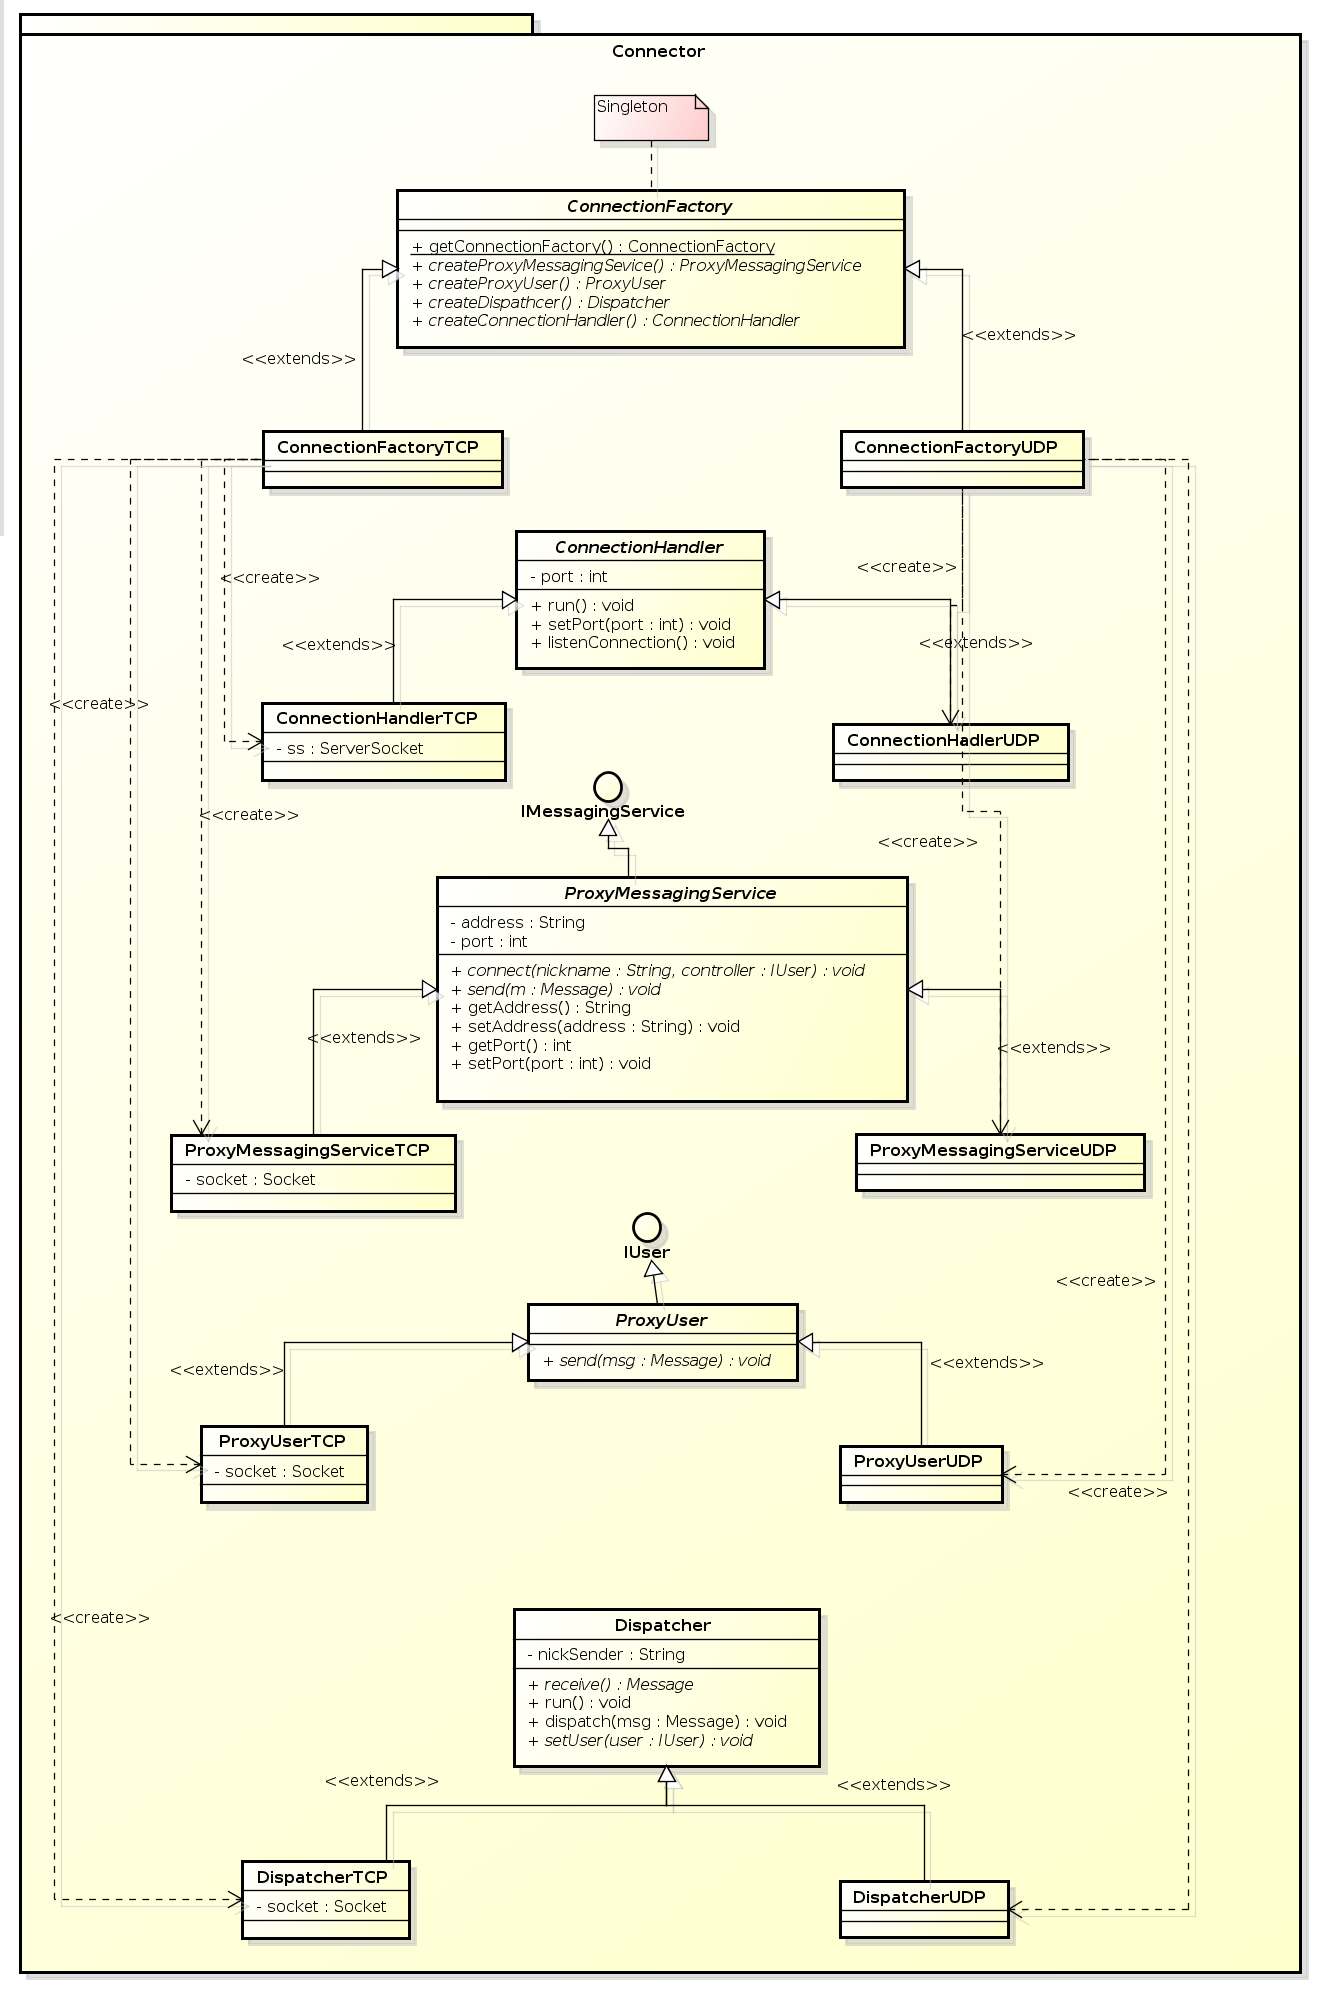 Connector
Singleton
ConnectionFactory
+ getConnectionFactory() : ConnectionFactory
+ createProxyMessagingSevice() : ProxyMessagingService
+ createProxyUser() : ProxyUser
+ createDispathcer() : Dispatcher
+ createConnectionHandler() : ConnectionHandler
<<extends>>
<<extends>>
ConnectionFactoryTCP
ConnectionFactoryUDP
ConnectionHandler
- port : int
+ run() : void
+ setPort(port : int) : void
+ listenConnection() : void
<<create>>
<<create>>
<<extends>>
<<extends>>
<<create>>
ConnectionHandlerTCP
- ss : ServerSocket
ConnectionHadlerUDP
IMessagingService
<<create>>
<<create>>
ProxyMessagingService
- address : String
- port : int
+ connect(nickname : String, controller : IUser) : void
+ send(m : Message) : void
+ getAddress() : String
+ setAddress(address : String) : void
+ getPort() : int
+ setPort(port : int) : void
<<extends>>
<<extends>>
ProxyMessagingServiceTCP
- socket : Socket
ProxyMessagingServiceUDP
IUser
<<create>>
ProxyUser
+ send(msg : Message) : void
<<extends>>
<<extends>>
ProxyUserTCP
- socket : Socket
ProxyUserUDP
<<create>>
<<create>>
Dispatcher
- nickSender : String
+ receive() : Message
+ run() : void
+ dispatch(msg : Message) : void
+ setUser(user : IUser) : void
<<extends>>
<<extends>>
DispatcherTCP
- socket : Socket
DispatcherUDP